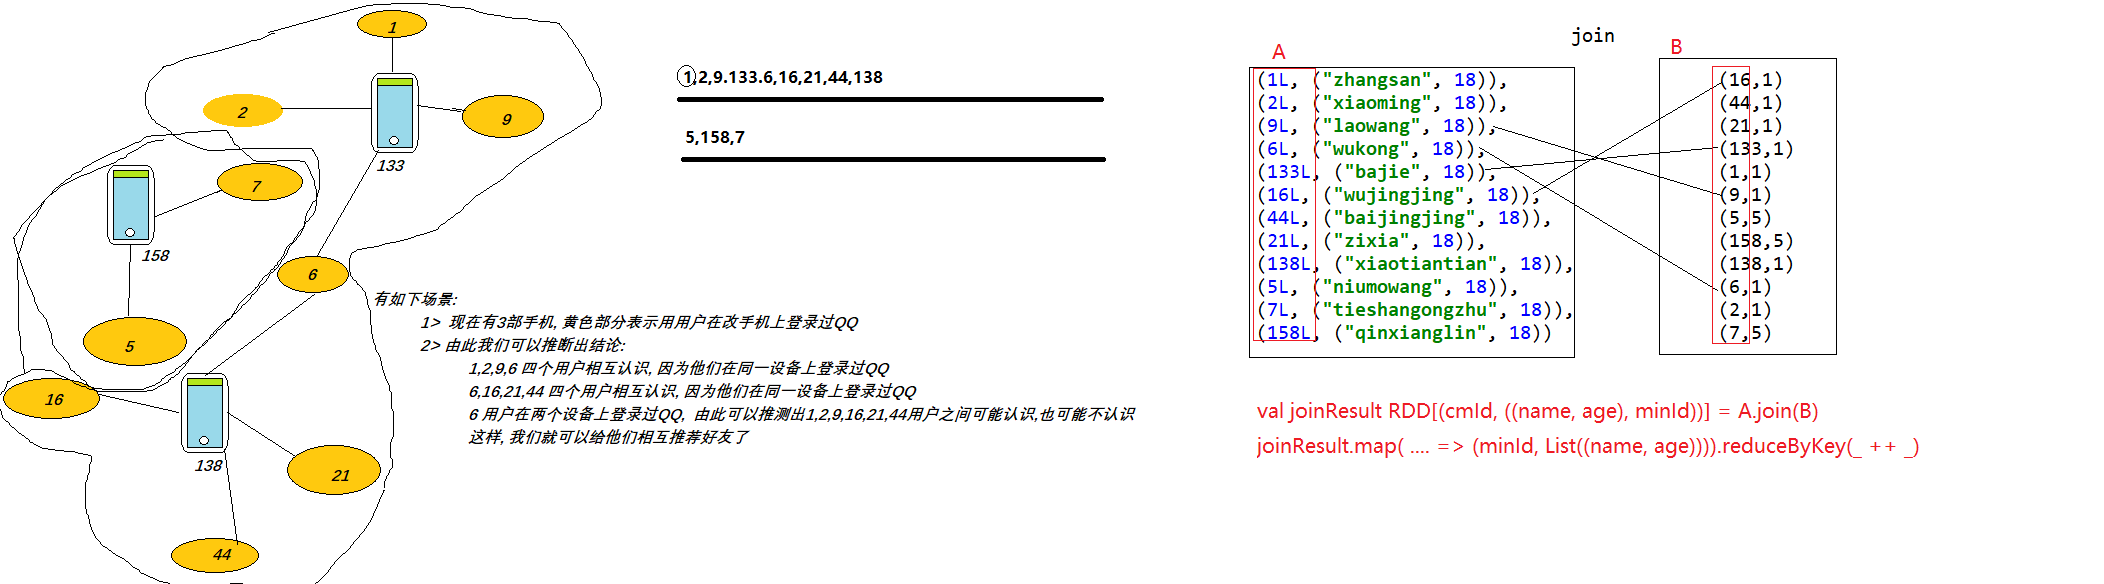 1
2
9
133
7
158
6
5
16
138
21
44
1,2,9.133.6,16,21,44,138
5,158,7
有如下场景:
1> 现在有3部手机, 黄色部分表示用用户在改手机上登录过QQ
2> 由此我们可以推断出结论:
1,2,9,6 四个用户相互认识, 因为他们在同一设备上登录过QQ
6,16,21,44 四个用户相互认识, 因为他们在同一设备上登录过QQ
6 用户在两个设备上登录过QQ, 由此可以推测出1,2,9,16,21,44用户之间可能认识,也可能不认识
这样, 我们就可以给他们相互推荐好友了
join
A
(1L, ("zhangsan", 18)),
(2L, ("xiaoming", 18)),
(9L, ("laowang", 18)),
(6L, ("wukong", 18)),
(133L, ("bajie", 18)),
(16L, ("wujingjing", 18)),
(44L, ("baijingjing", 18)),
(21L, ("zixia", 18)),
(138L, ("xiaotiantian", 18)),
(5L, ("niumowang", 18)),
(7L, ("tieshangongzhu", 18)),
(158L, ("qinxianglin", 18))
B
(16,1)
(44,1)
(21,1)
(133,1)
(1,1)
(9,1)
(5,5)
(158,5)
(138,1)
(6,1)
(2,1)
(7,5)
val joinResult RDD[(cmId, ((name, age), minId))] = A.join(B)
joinResult.map( .... => (minId, List((name, age)))).reduceByKey(_ ++ _)